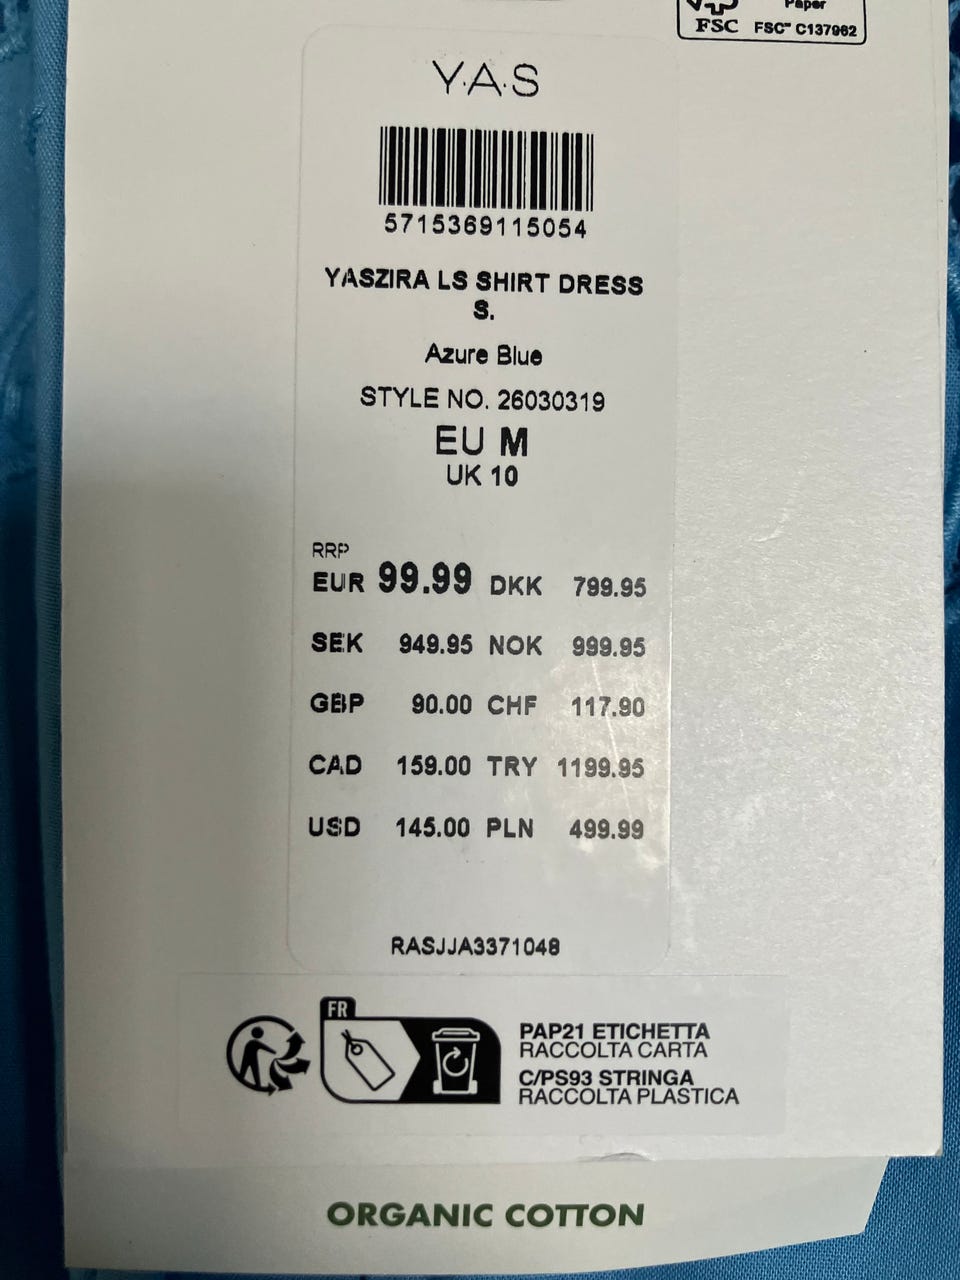 Paper
FSC FSC™ C137962
Y.A.S
5715369115054
YASZIRA LS SHIRT DRESS
S.
Azure Blue
STYLE NO. 26030319
EU M
UK 10
RRP
EUR 99.99 DKK 799.95
SEK 949.95 NOK 999.95
GBP 90.00 CHF 117.90
CAD 159.00 TRY 1199.95
USD 145.00 PLN 499.99
RASJJA3371048
FR
PAP21 ETICHETTA
RACCOLTA CARTA
C/PS93 STRINGA
RACCOLTA PLASTICA
ORGANIC COTTON